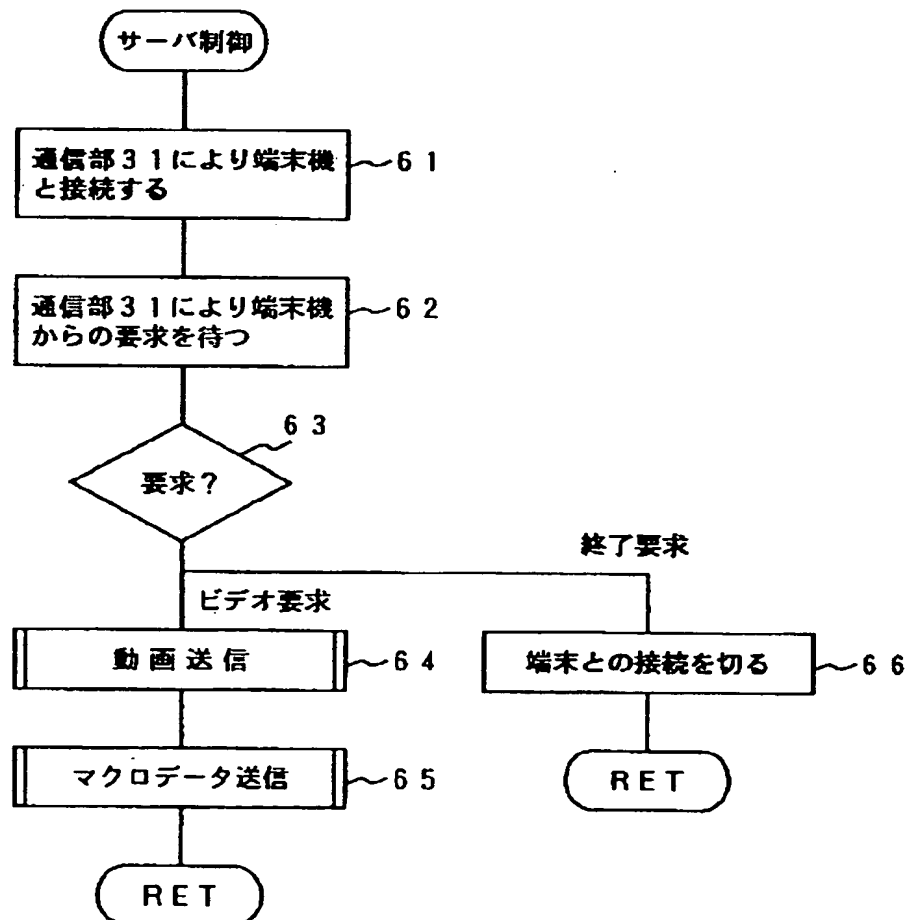 サーバ制御
通信部31により端末機
と接続する
61
通信部31により端末機
からの要求を待つ
62
63
要求?
終了要求
ビデオ要求
動画送信
64
端末との接続を切る
66
マクロデータ送信
65
RET
RET